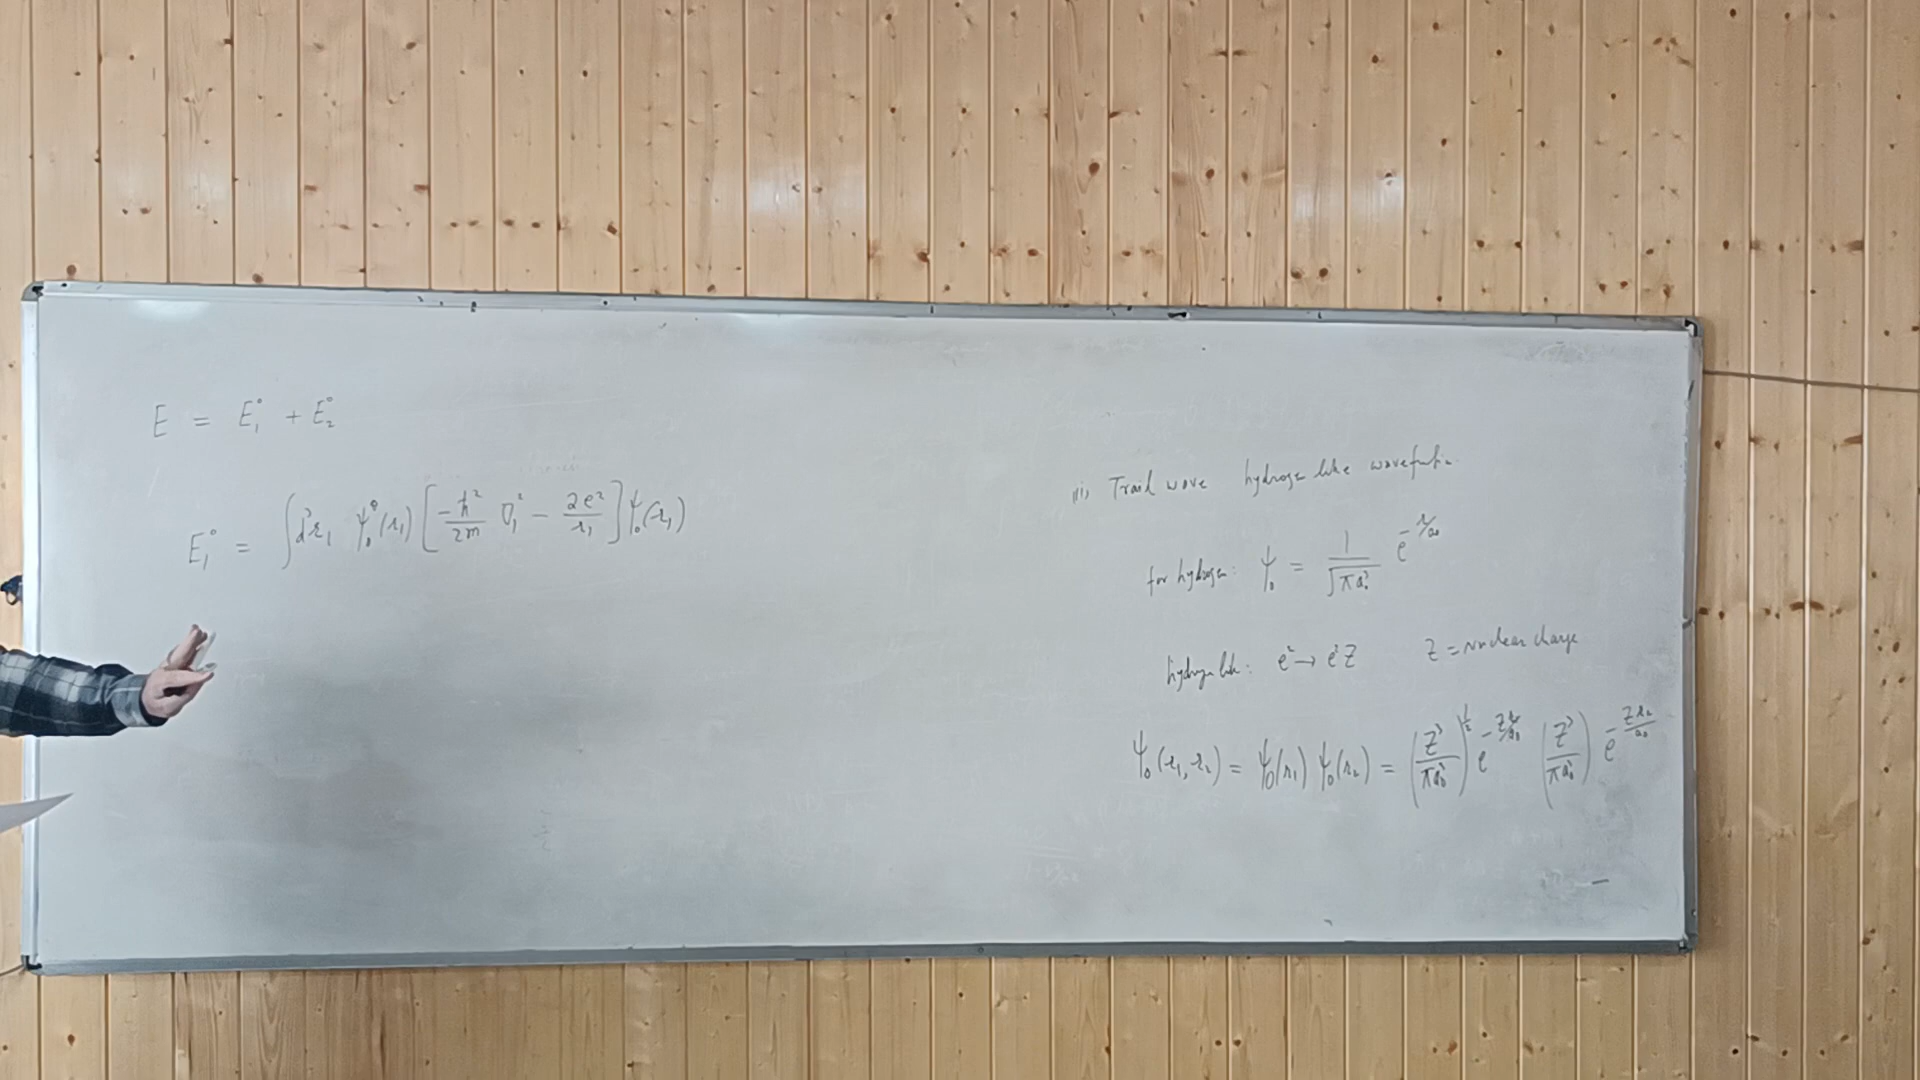 E = E₁° + E₂°
E₁° = ∫d³r₁ ψ₀*(r₁) [-ħ²/2m ∇₁² - 2e²/r₁] ψ₀(r₁)
(ii) Trail wave hydrogen like wavefuncti
for hydrogen: ψ₀ = 1/√πa₀³ e^(-r/a₀)
hydrogen like: e² → e²Z Z = nuclear charge
ψ₀(r₁, r₂) = ψ₀(r₁) ψ₀(r₂) = (Z³/πa₀³)^(1/2) e^(-Zr₁/a₀) (Z³/πa₀³) e^(-Zr₂/a₀)